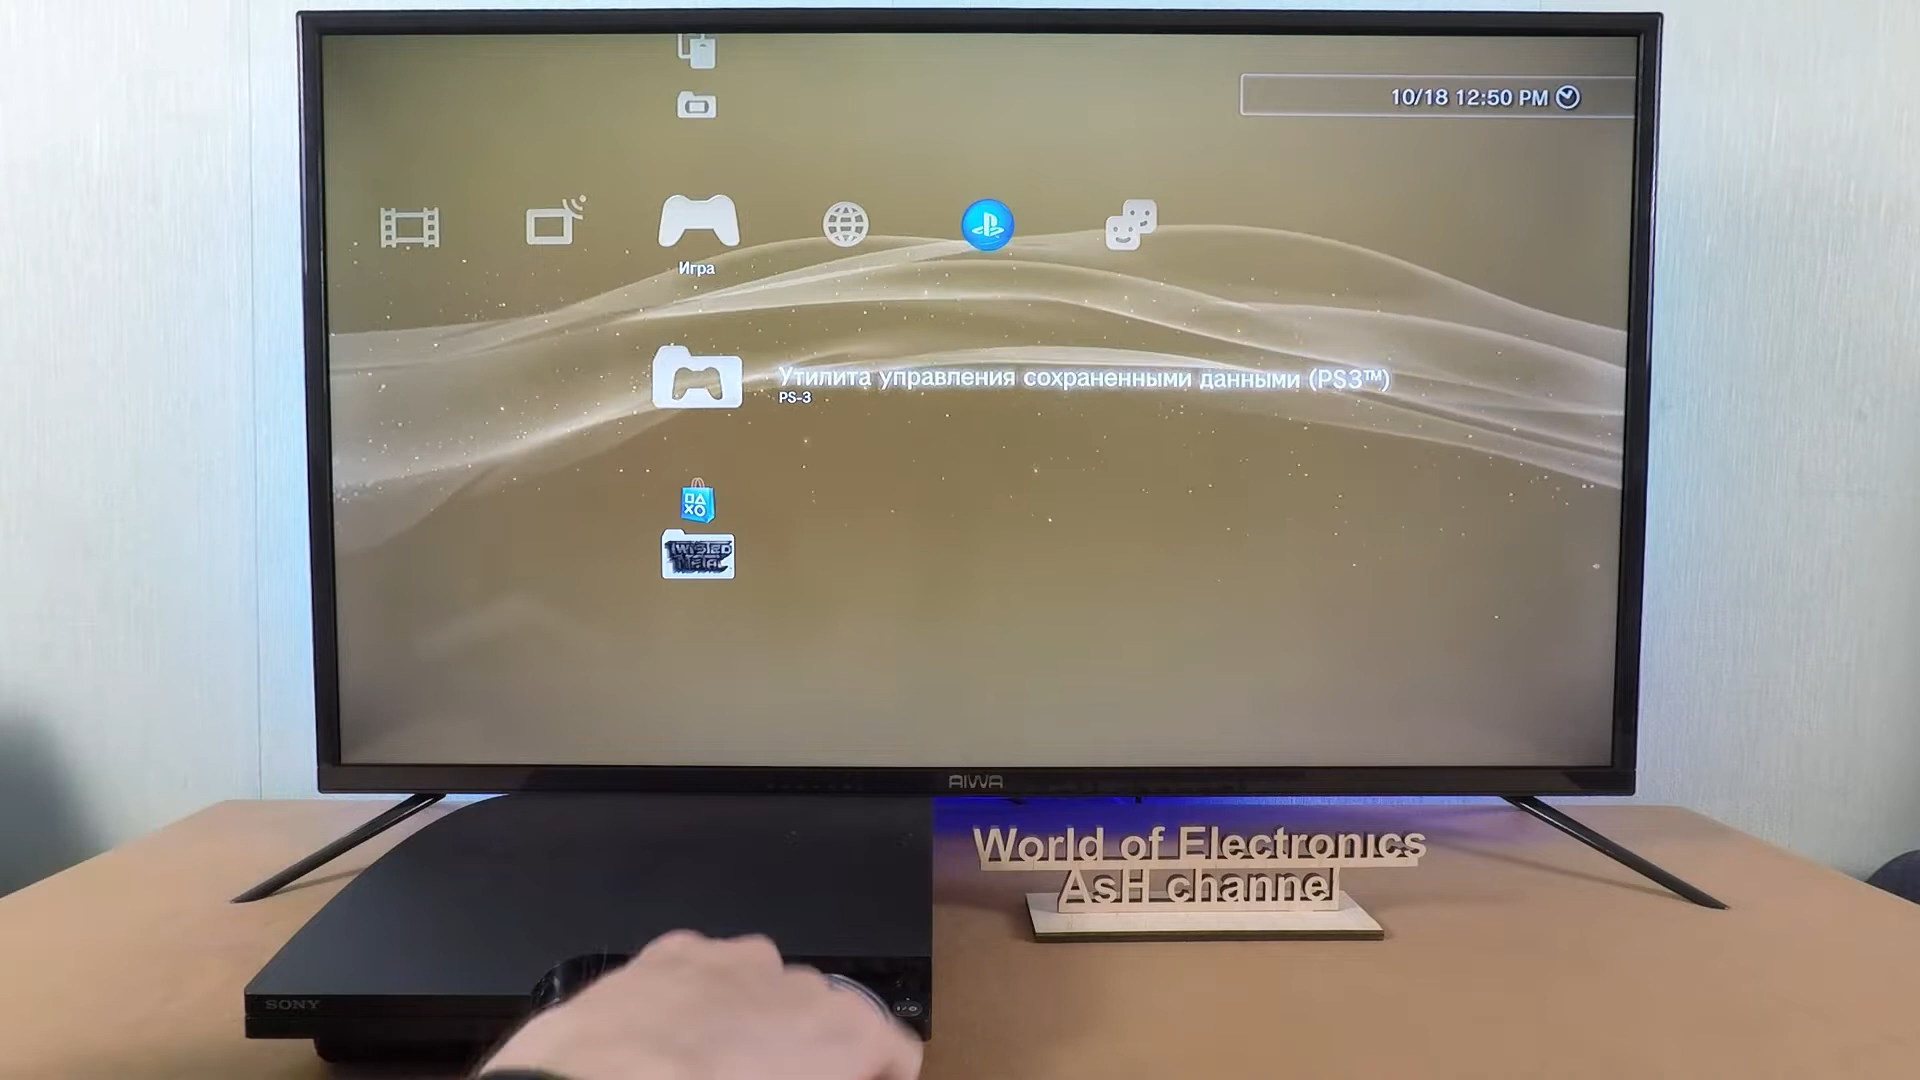 10/18 12:50 PM
Игра
Утилита управления сохраненными данными (PS3™)
PS-3
TWISTED METAL
AIWA
World of Electronics
AsH channel
SONY
I/